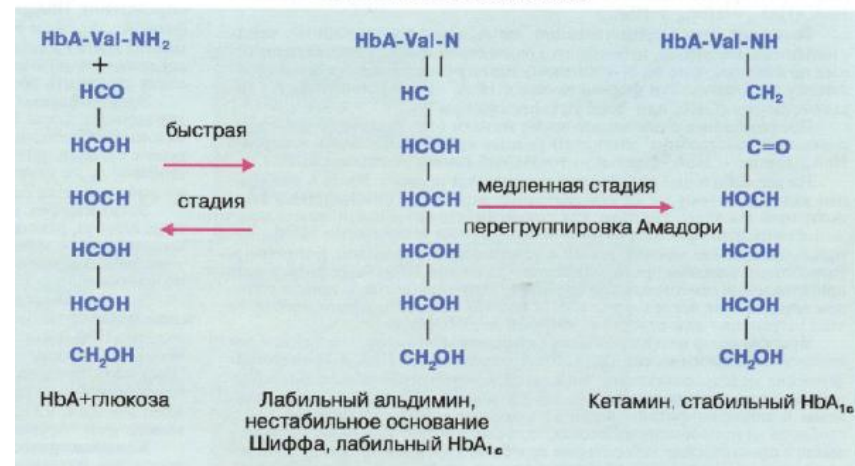 HbA-Val-NH₂
+
HCO
HCOH
HOCH
HCOH
HCOH
CH₂OH
HbA+глюкоза
быстрая
стадия
HbA-Val-N
HC
HCOH
HOCH
HCOH
HCOH
CH₂OH
Лабильный альдимин,
нестабильное основание
Шиффа, лабильный HbA₁c
медленная стадия
перегруппировка Амадори
HbA-Val-NH
CH₂
C=O
HOCH
HCOH
HCOH
CH₂OH
Кетамин, стабильный HbA₁c